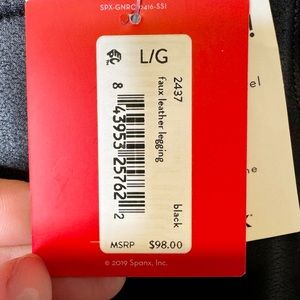 SPX-GNRC-0416-SS1
L/G
2437
faux leather legging
black
8 43953 25762 2
MSRP $98.00
© 2019 Spanx, Inc.